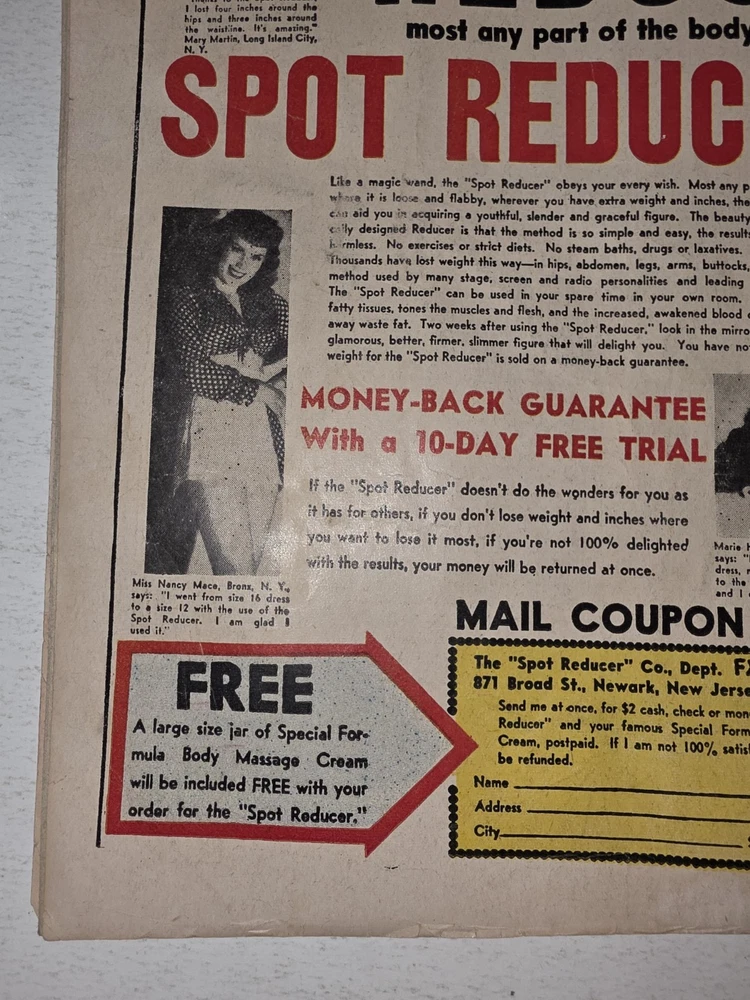 I lost four inches around the
hips and three inches around
the waistline. It's amazing."
Mary Martin, Long Island City,
N. Y.
most any part of the body
SPOT REDUC
Like a magic wand, the "Spot Reducer" obeys your every wish. Most any p
where it is loose and flabby, wherever you have extra weight and inches, the
can aid you in acquiring a youthful, slender and graceful figure. The beauty
cally designed Reducer is that the method is so simple and easy, the results
harmless. No exercises or strict diets. No steam baths, drugs or laxatives.
Thousands have lost weight this way—in hips, abdomen, legs, arms, buttocks,
method used by many stage, screen and radio personalities and leading
The "Spot Reducer" can be used in your spare time in your own room.
fatty tissues, tones the muscles and flesh, and the increased, awakened blood
away waste fat. Two weeks after using the "Spot Reducer," look in the mirro
glamorous, better, firmer, slimmer figure that will delight you. You have no
weight for the "Spot Reducer" is sold on a money-back guarantee.
MONEY-BACK GUARANTEE
With a 10-DAY FREE TRIAL
If the "Spot Reducer" doesn't do the wonders for you as
it has for others, if you don't lose weight and inches where
you want to lose it most, if you're not 100% delighted
with the results, your money will be returned at once.
Miss Nancy Mace, Bronx, N. Y.,
says: "I went from size 16 dress
to a size 12 with the use of the
Spot Reducer. I am glad I
used it."
Marie
says: "
dress,
to the
and I
MAIL COUPON
FREE
A large size jar of Special For-
mula Body Massage Cream
will be included FREE with your
order for the "Spot Reducer."
The "Spot Reducer" Co., Dept.
871 Broad St., Newark, New Jerse
Send me at once, for $2 cash, check or mon
Reducer" and your famous Special Form
Cream, postpaid. If I am not 100% satis
be refunded.
Name
Address
City